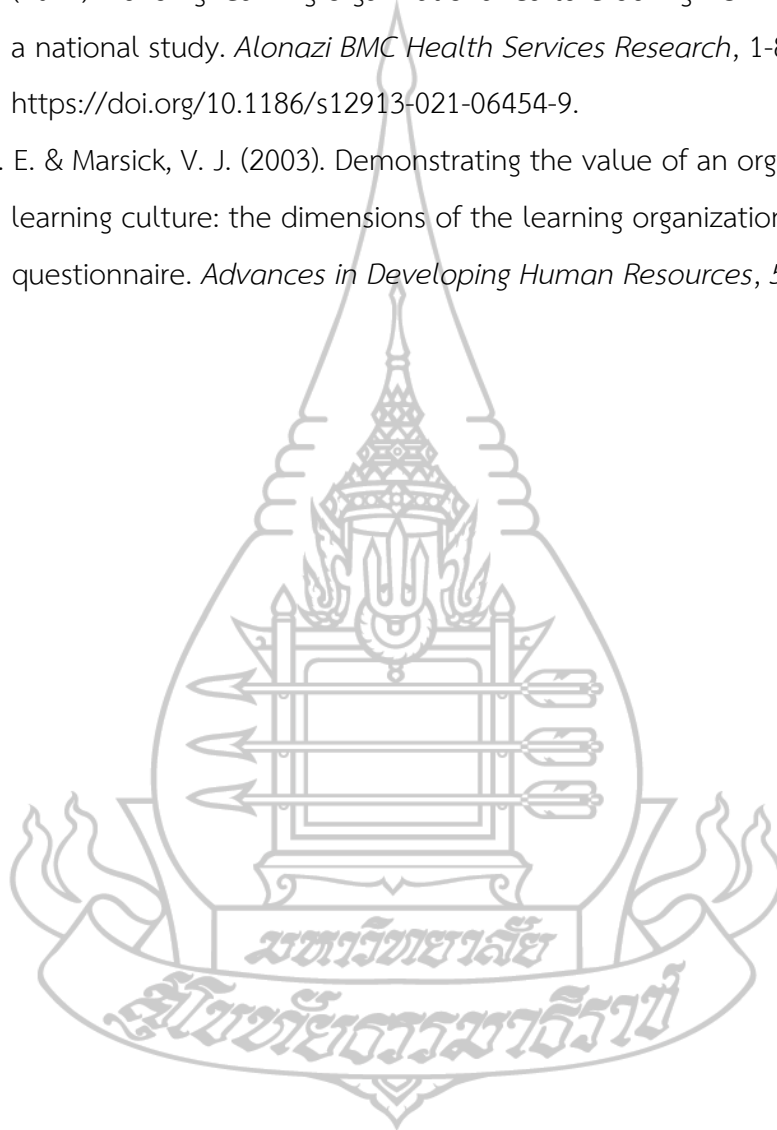 a national study. Alonazi BMC Health Services Research, 1-8
https://doi.org/10.1186/s12913-021-06454-9.
E. & Marsick, V. J. (2003). Demonstrating the value of an org
learning culture: the dimensions of the learning organization
questionnaire. Advances in Developing Human Resources, 5
มหาวิทยาลัย
สุโขทัยธรรมาธิราช